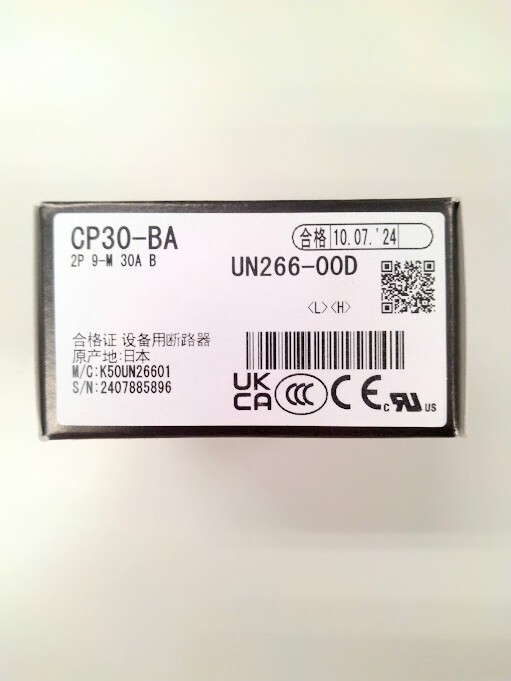 CP30-BA
2P 9-M 30A B
合格 10.07.'24
UN266-00D
<L> <H>
合格证 设备用断路器
原产地:日本
M/C:K50UN26601
S/N:2407885896
UK CA CCC CE c RU US